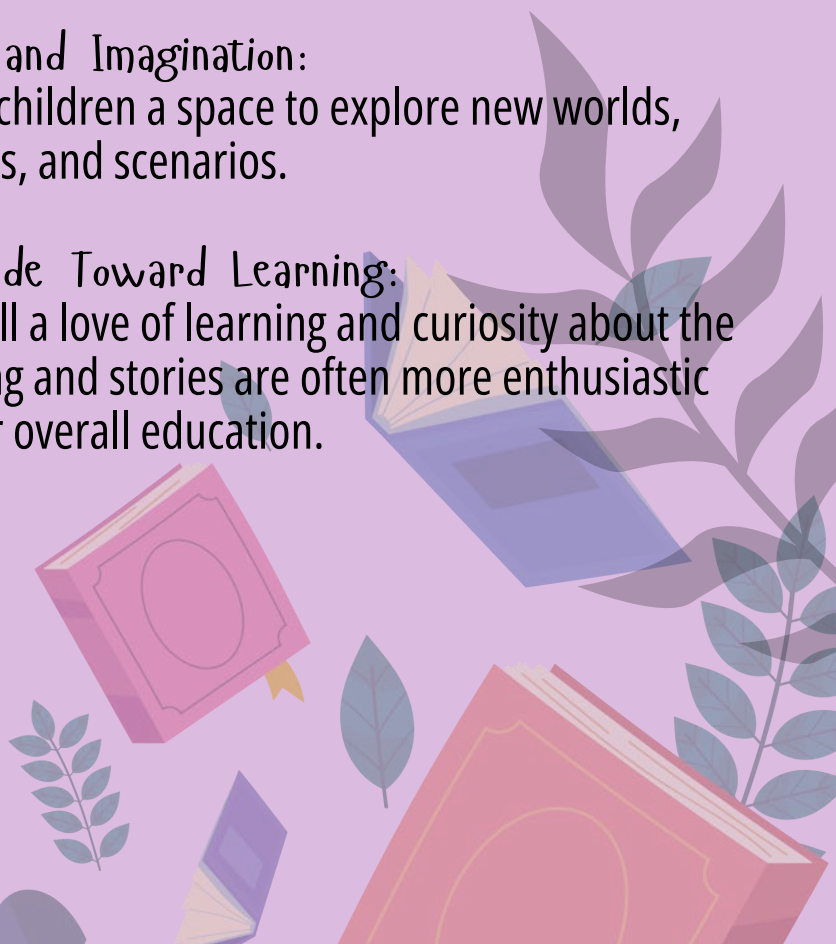 and Imagination:
children a space to explore new worlds,
s, and scenarios.
de Toward Learning:
ll a love of learning and curiosity about the
g and stories are often more enthusiastic
r overall education.